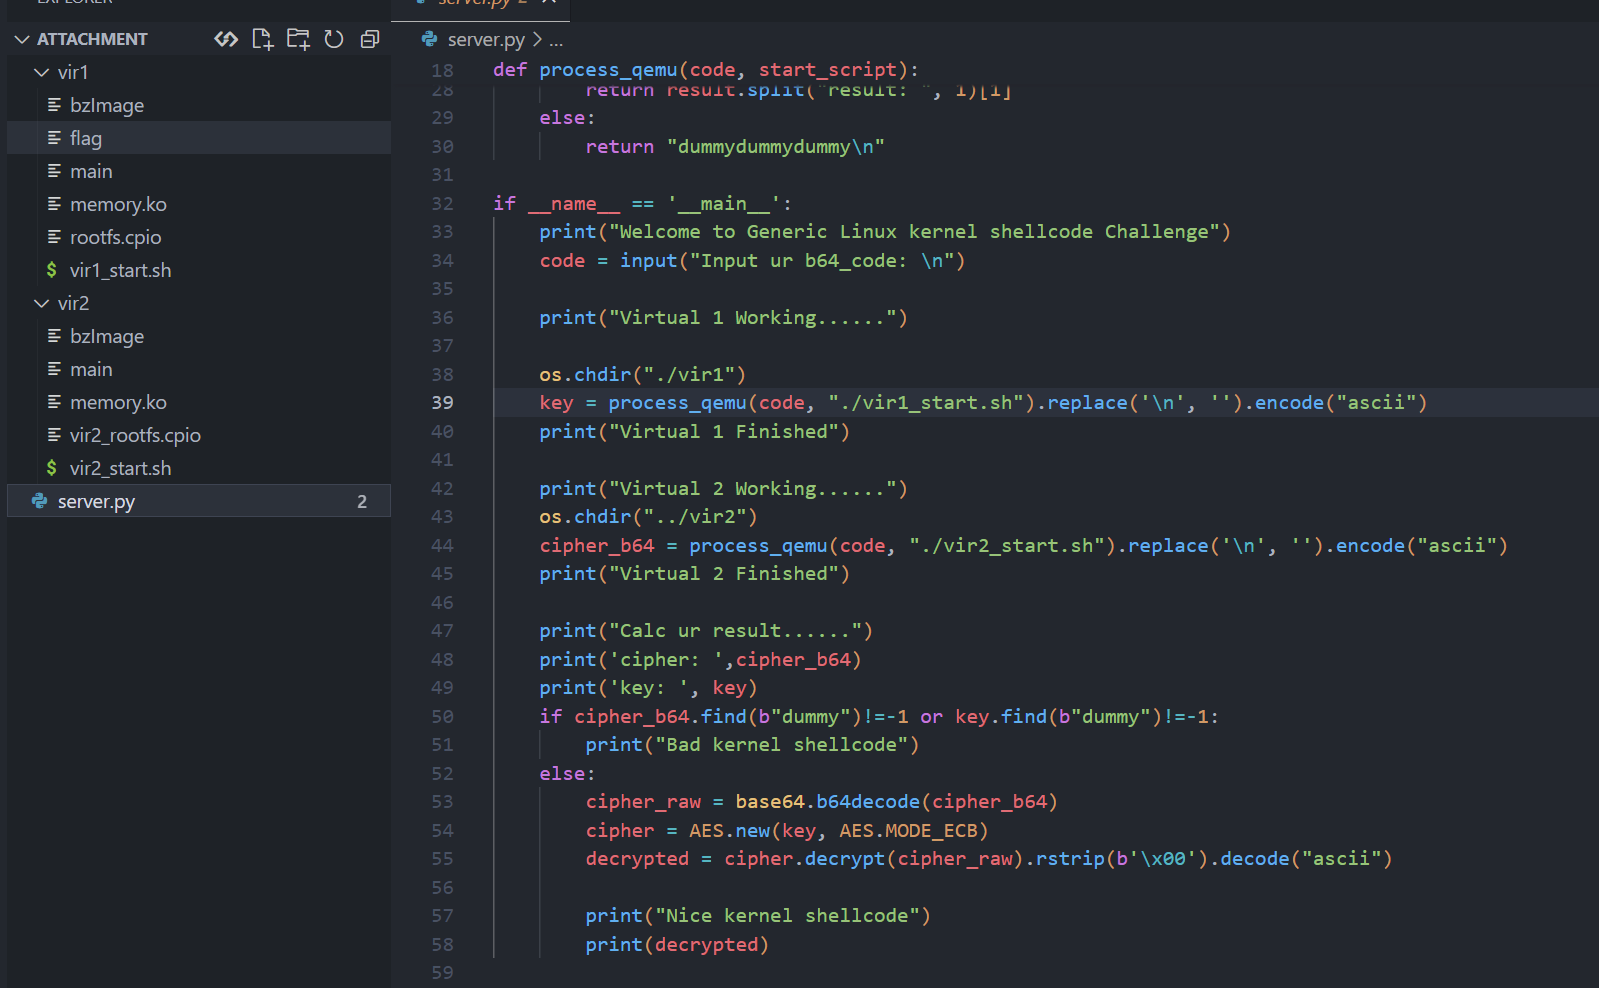 EXPLORER
server.py 2
ATTACHMENT
vir1
bzImage
flag
main
memory.ko
rootfs.cpio
$ vir1_start.sh
vir2
bzImage
main
memory.ko
vir2_rootfs.cpio
$ vir2_start.sh
server.py 2
server.py > ...
18 def process_qemu(code, start_script):
28 return result.split("result: ", 1)[1]
29 else:
30 return "dummydummydummy\n"
31
32 if __name__ == '__main__':
33 print("Welcome to Generic Linux kernel shellcode Challenge")
34 code = input("Input ur b64_code: \n")
35
36 print("Virtual 1 Working......")
37
38 os.chdir("./vir1")
39 key = process_qemu(code, "./vir1_start.sh").replace('\n', '').encode("ascii")
40 print("Virtual 1 Finished")
41
42 print("Virtual 2 Working......")
43 os.chdir("../vir2")
44 cipher_b64 = process_qemu(code, "./vir2_start.sh").replace('\n', '').encode("ascii")
45 print("Virtual 2 Finished")
46
47 print("Calc ur result......")
48 print('cipher: ',cipher_b64)
49 print('key: ', key)
50 if cipher_b64.find(b"dummy")!=-1 or key.find(b"dummy")!=-1:
51 print("Bad kernel shellcode")
52 else:
53 cipher_raw = base64.b64decode(cipher_b64)
54 cipher = AES.new(key, AES.MODE_ECB)
55 decrypted = cipher.decrypt(cipher_raw).rstrip(b'\x00').decode("ascii")
56
57 print("Nice kernel shellcode")
58 print(decrypted)
59